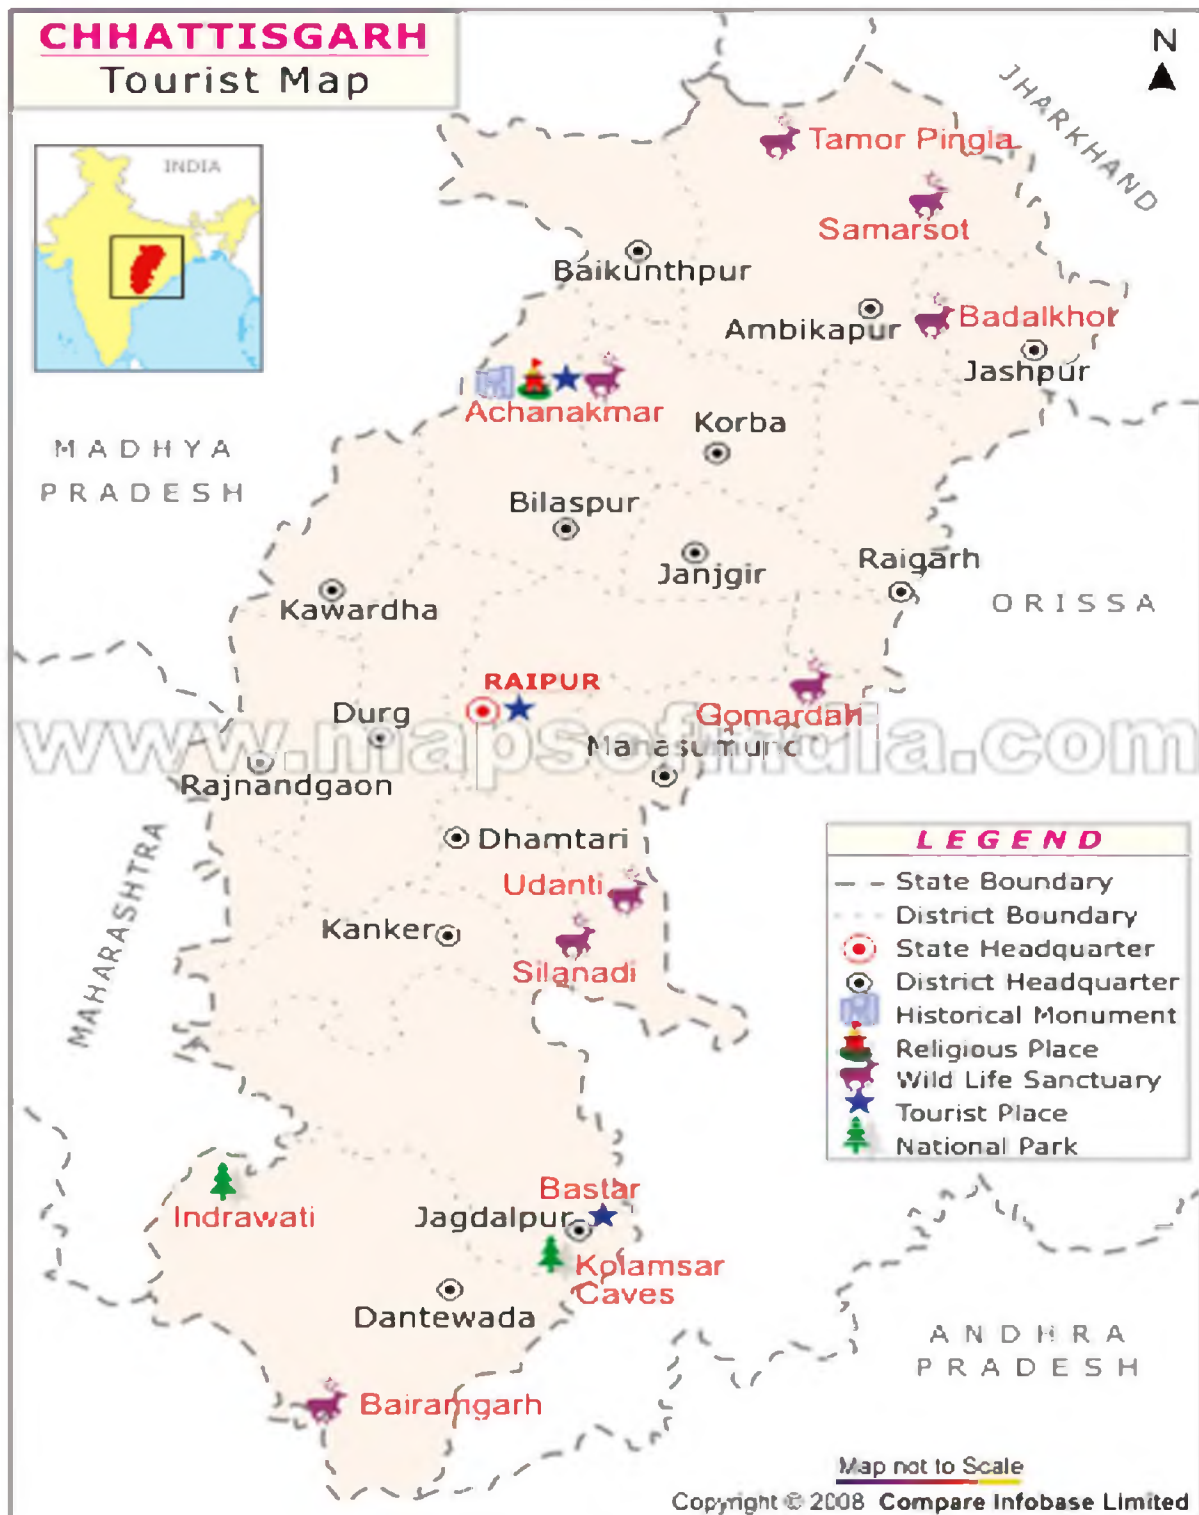 CHHATTISGARH
Tourist Map
N
JHARKHAND
INDIA
Tamor Pingla
Samarsot
Baikunthpur
Ambikapur
Badalkhol
Jashpur
Achanakmar
Korba
MADHYA
PRADESH
Bilaspur
Janjgir
Raigarh
Kawardha
ORISSA
RAIPUR
Durg
Gomardah
www.mapsofindia.com
Mahasumund
Rajnandgaon
MAHARASHTRA
Dhamtari
Udanti
Kanker
Silanadi
LEGEND
State Boundary
District Boundary
State Headquarter
District Headquarter
Historical Monument
Religious Place
Wild Life Sanctuary
Tourist Place
National Park
Bastar
Indrawati
Jagdalpur
Kolamsar
Caves
Dantewada
ANDHRA
PRADESH
Bairamgarh
Map not to Scale
Copyright © 2008 Compare Infobase Limited